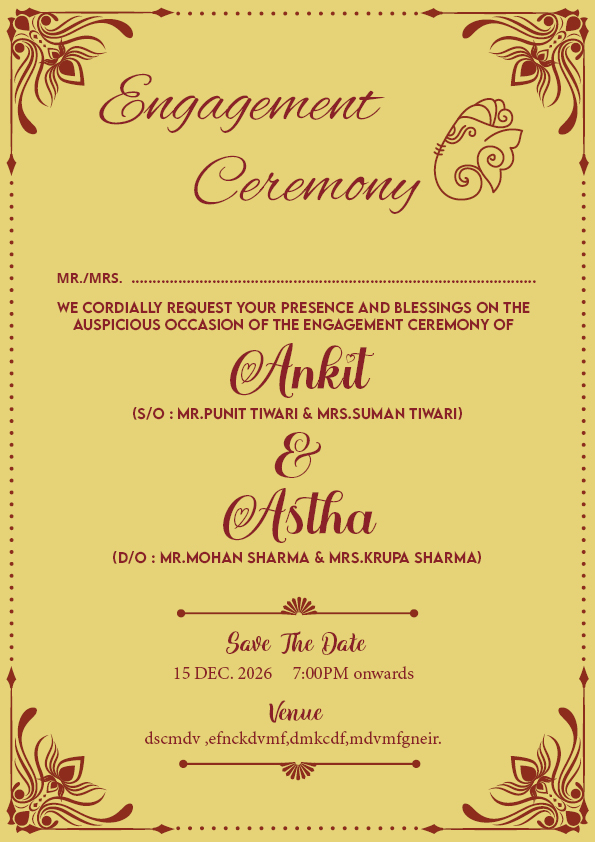 Engagement
Ceremony
MR./MRS. ........................................................................................................
WE CORDIALLY REQUEST YOUR PRESENCE AND BLESSINGS ON THE
AUSPICIOUS OCCASION OF THE ENGAGEMENT CEREMONY OF
Ankit
(S/O : MR.PUNIT TIWARI & MRS.SUMAN TIWARI)
&
Astha
(D/O : MR.MOHAN SHARMA & MRS.KRUPA SHARMA)
Save The Date
15 DEC. 2026 7:00PM onwards
Venue
dscmdv ,efnckdvmf,dmkcdf,mdvmfgneir.